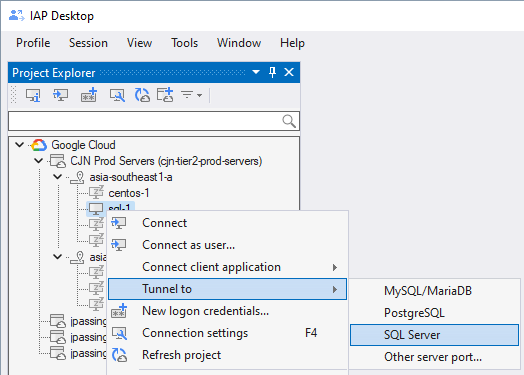 IAP Desktop
Profile Session View Tools Window Help
Project Explorer
Google Cloud
CJN Prod Servers (cjn-tier2-prod-servers)
asia-southeast1-a
centos-1
sql-1
Connect
Connect as user...
asia
Connect client application
Tunnel to
MySQL/MariaDB
New logon credentials...
PostgreSQL
jpassing
Connection settings F4
SQL Server
jpassing
Refresh project
Other server port...
jpassing